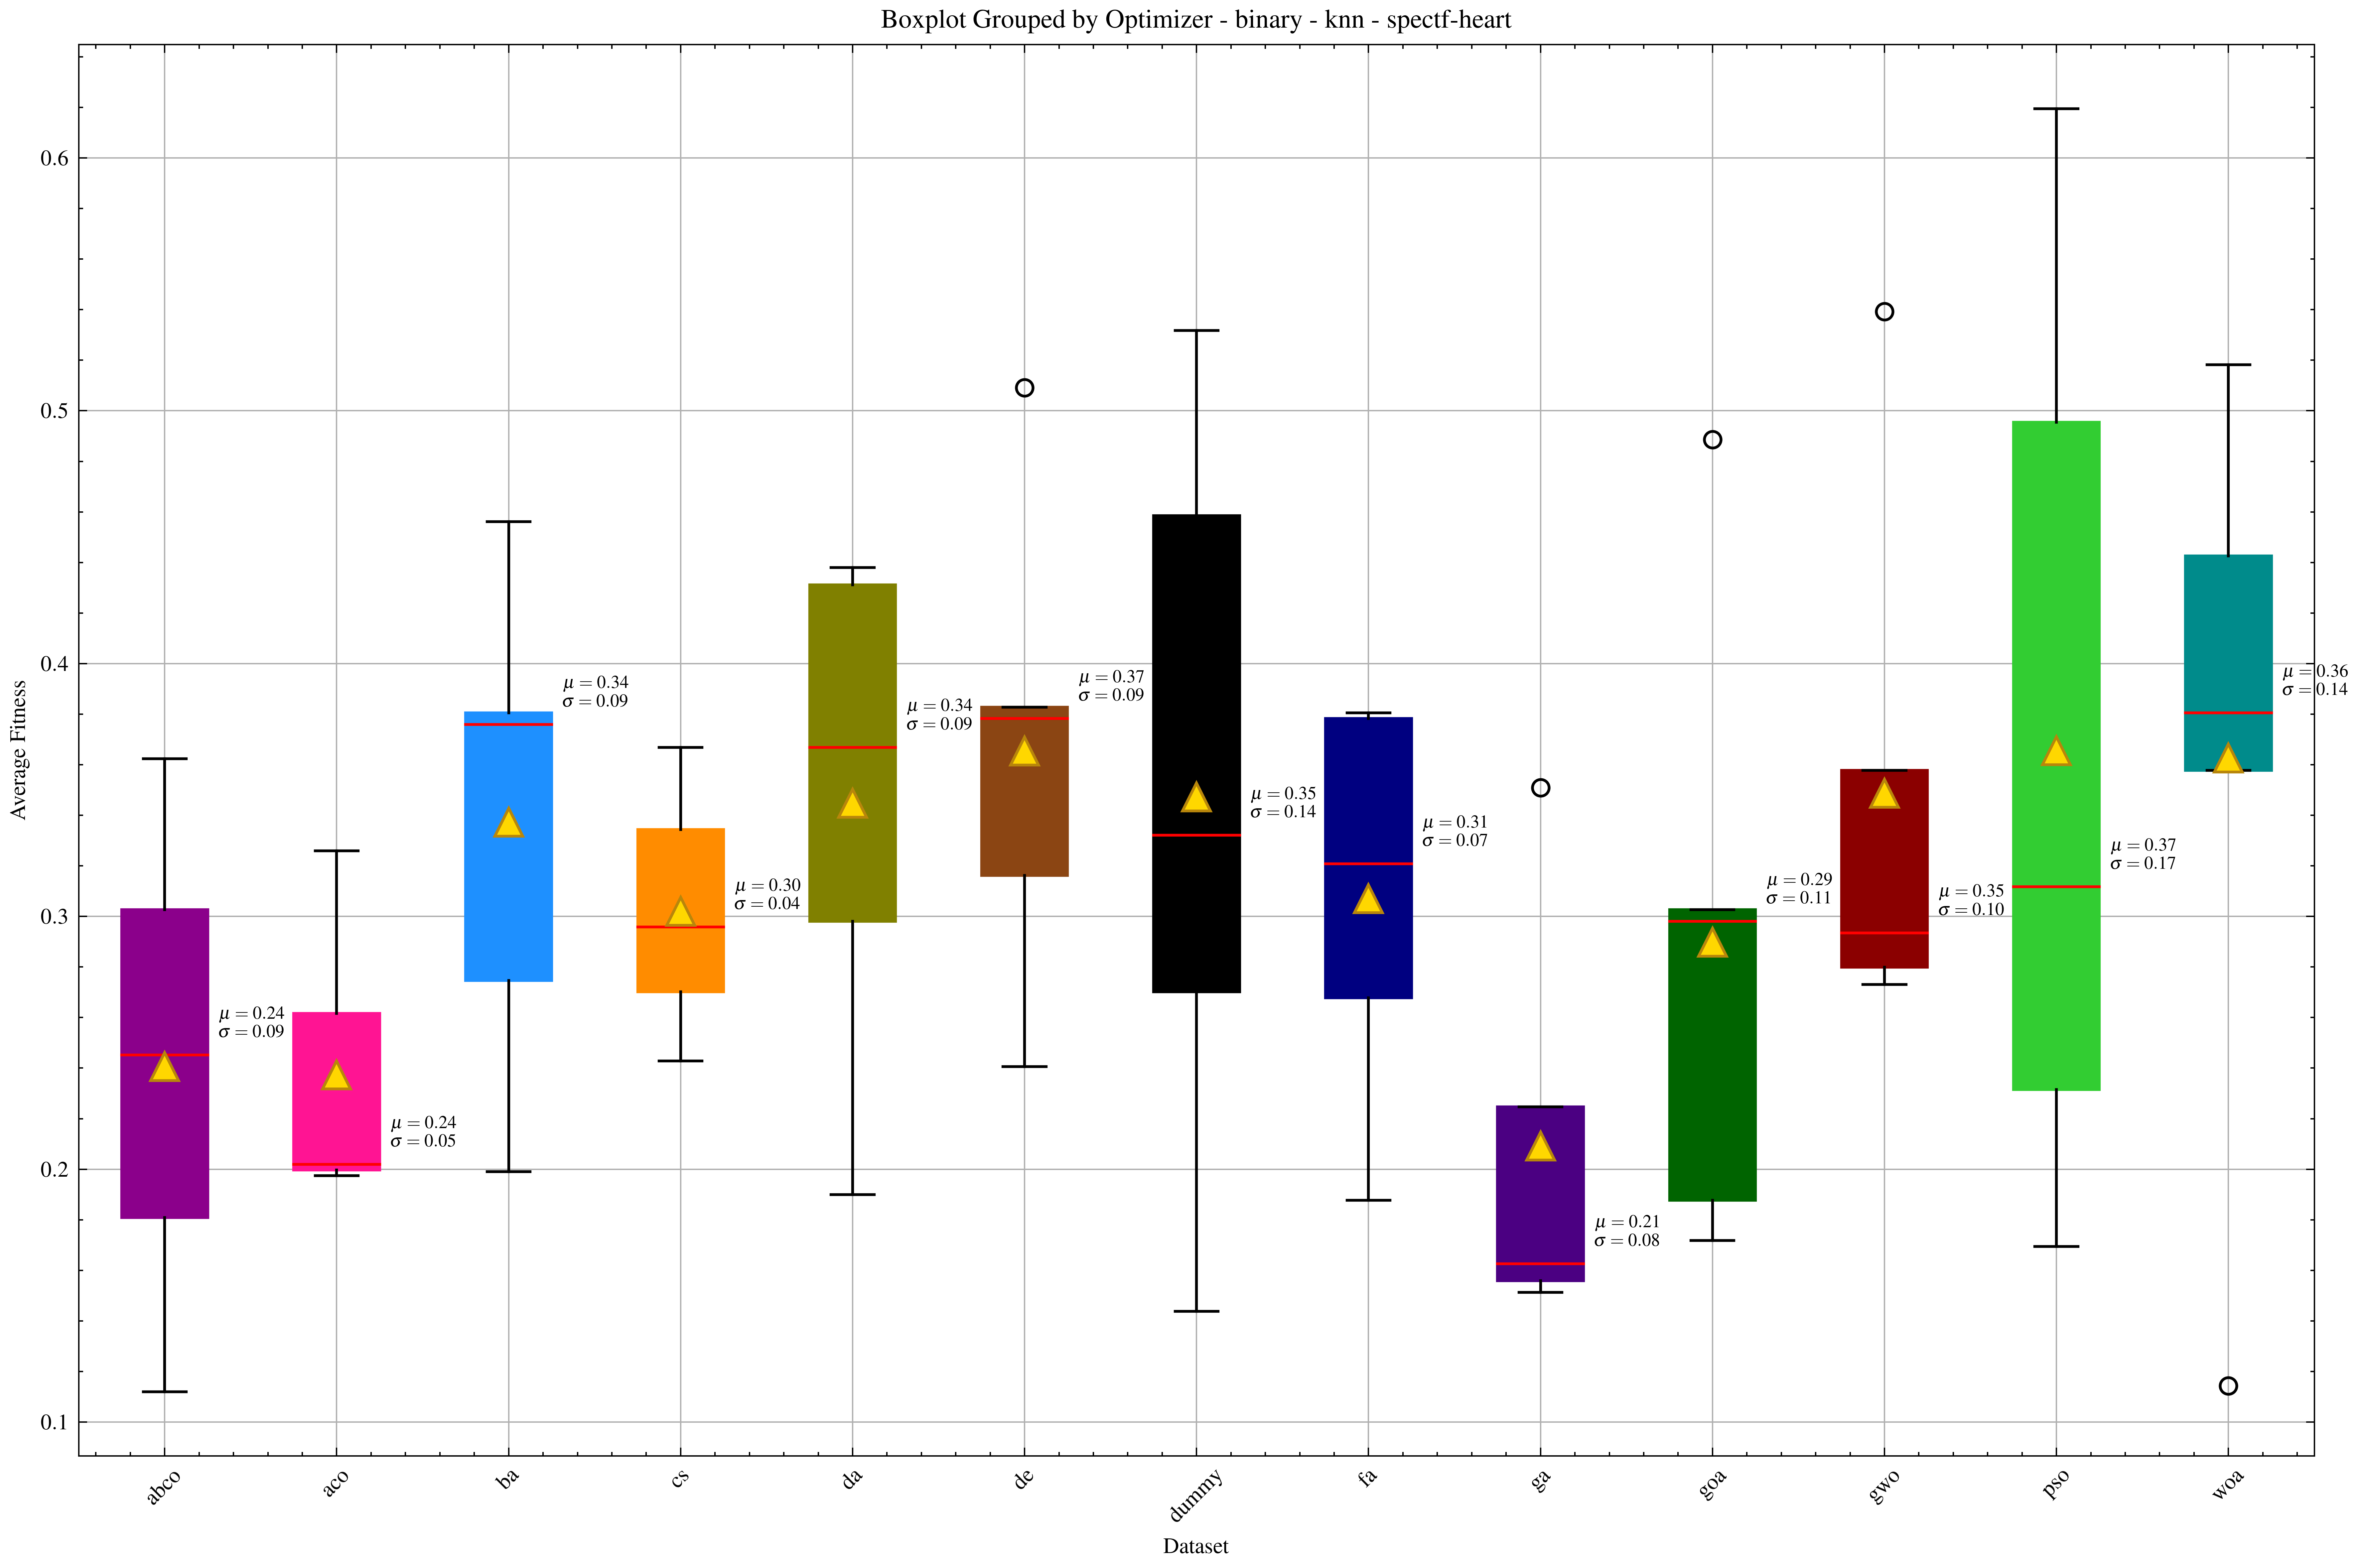 Boxplot Grouped by Optimizer - binary - knn - spectf-heart
Average Fitness
0.6
0.5
0.4
0.3
0.2
0.1
μ = 0.24
σ = 0.09
μ = 0.24
σ = 0.05
μ = 0.34
σ = 0.09
μ = 0.30
σ = 0.04
μ = 0.34
σ = 0.09
μ = 0.37
σ = 0.09
μ = 0.35
σ = 0.14
μ = 0.31
σ = 0.07
μ = 0.21
σ = 0.08
μ = 0.29
σ = 0.11
μ = 0.35
σ = 0.10
μ = 0.37
σ = 0.17
μ = 0.36
σ = 0.14
abco
aco
ba
cs
da
de
dummy
fa
ga
goa
gwo
pso
woa
Dataset